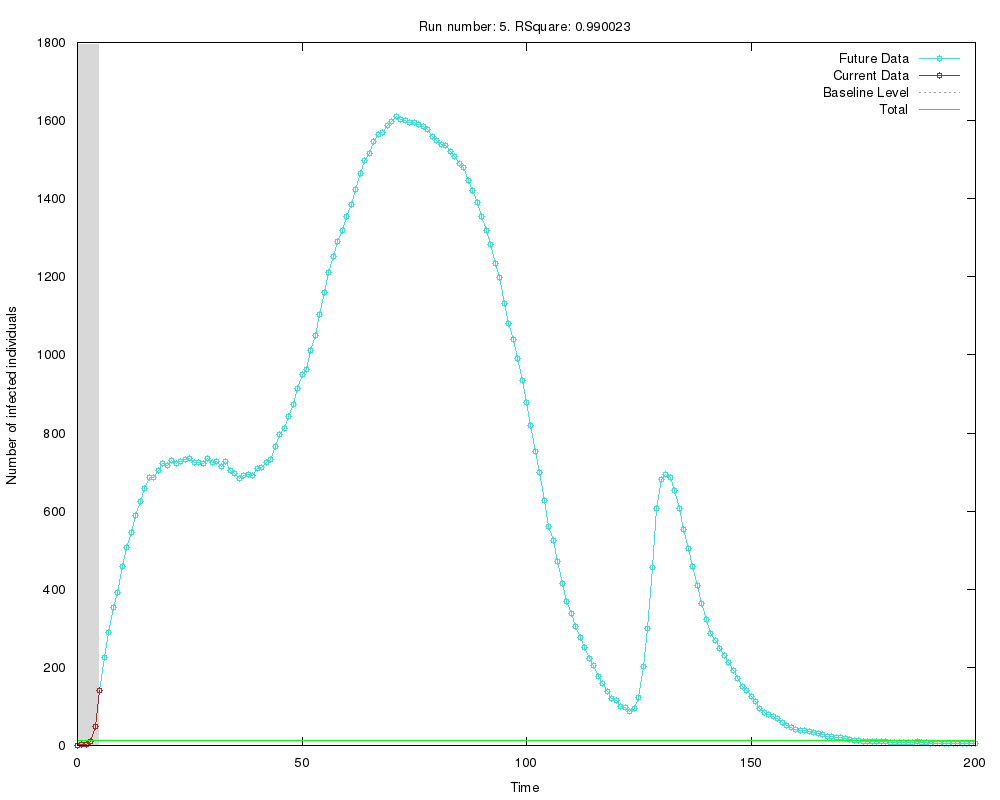 Run number: 5. RSquare: 0.990023
Future Data
Current Data
Baseline Level
Total
1800
1600
1400
1200
1000
800
600
400
200
0
Number of infected individuals
0 50 100 150 200
Time